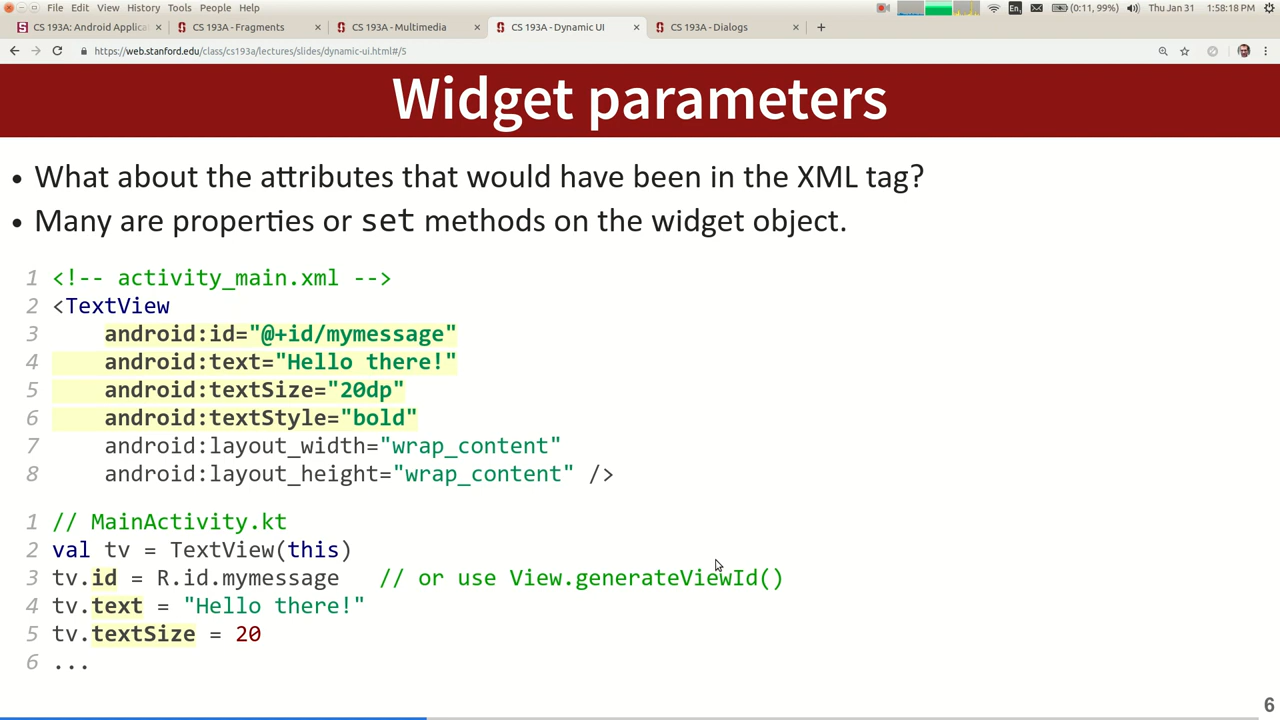 File Edit View History Tools People Help
En,
(0:11, 99%)
Thu Jan 31
1:58:18 PM
CS 193A: Android Applica
CS 193A - Fragments
CS 193A - Multimedia
CS 193A - Dynamic UI
CS 193A - Dialogs
https://web.stanford.edu/class/cs193a/lectures/slides/dynamic-ui.html#/5
Widget parameters
• What about the attributes that would have been in the XML tag?
• Many are properties or set methods on the widget object.
1 <!-- activity_main.xml -->
2 <TextView
3 android:id="@+id/mymessage"
4 android:text="Hello there!"
5 android:textSize="20dp"
6 android:textStyle="bold"
7 android:layout_width="wrap_content"
8 android:layout_height="wrap_content" />
1 // MainActivity.kt
2 val tv = TextView(this)
3 tv.id = R.id.mymessage // or use View.generateViewId()
4 tv.text = "Hello there!"
5 tv.textSize = 20
6 ...
6